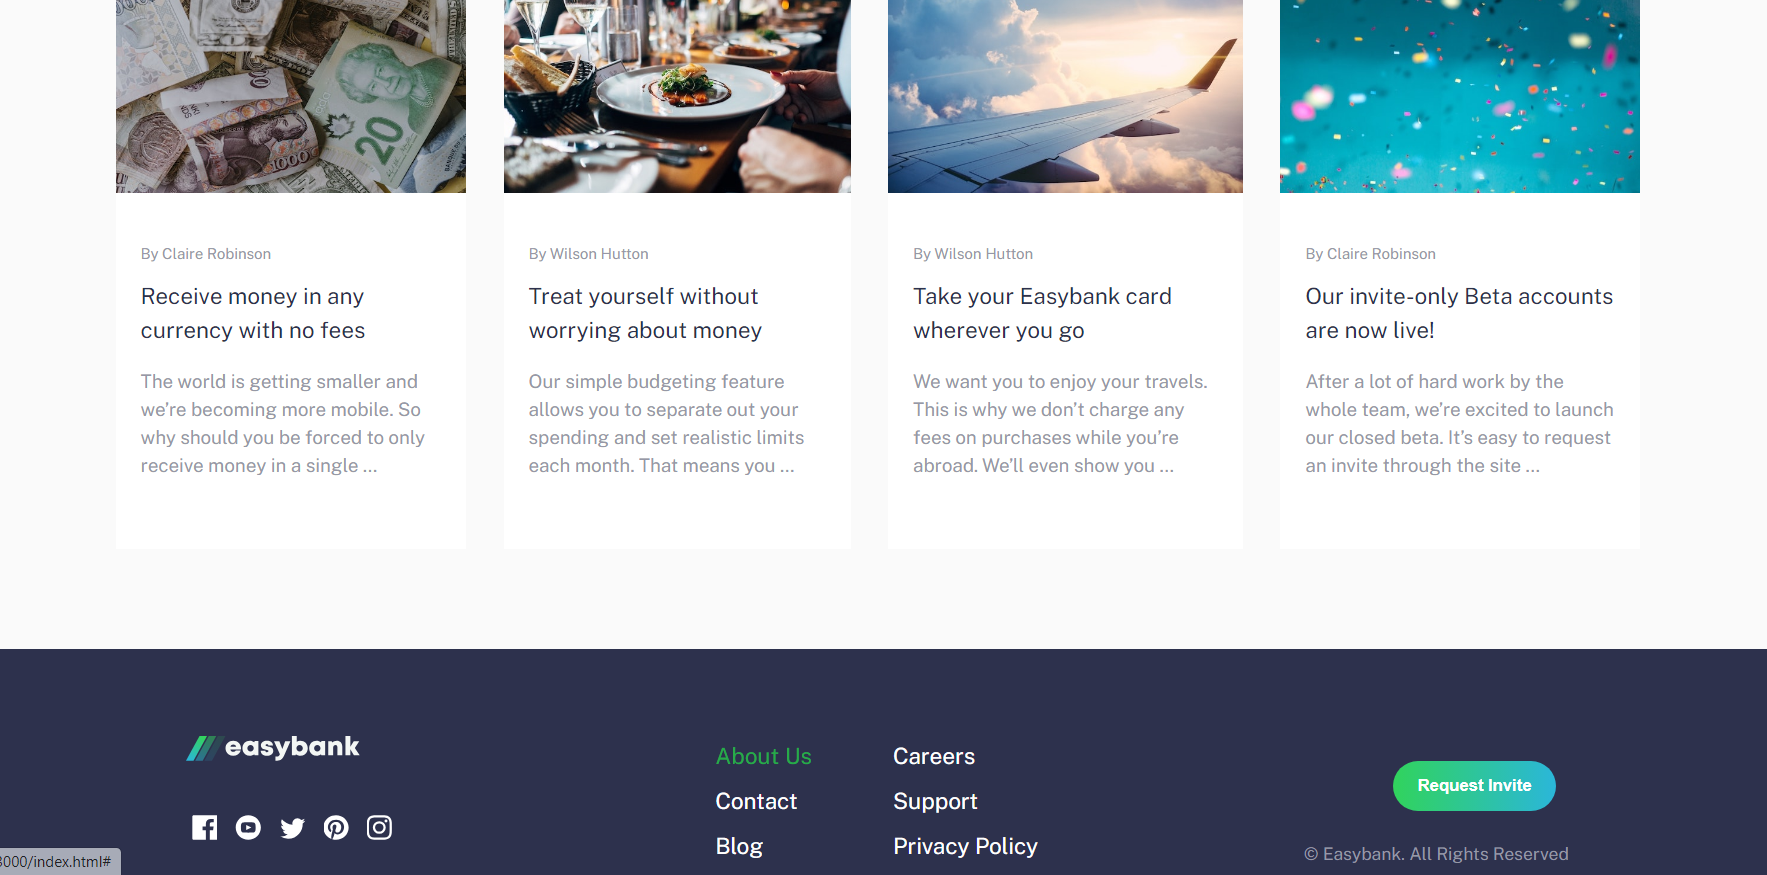 20
1000
By Claire Robinson
Receive money in any
currency with no fees
The world is getting smaller and
we’re becoming more mobile. So
why should you be forced to only
receive money in a single ...
By Wilson Hutton
Treat yourself without
worrying about money
Our simple budgeting feature
allows you to separate out your
spending and set realistic limits
each month. That means you ...
By Wilson Hutton
Take your Easybank card
wherever you go
We want you to enjoy your travels.
This is why we don’t charge any
fees on purchases while you’re
abroad. We’ll even show you ...
By Claire Robinson
Our invite-only Beta accounts
are now live!
After a lot of hard work by the
whole team, we’re excited to launch
our closed beta. It’s easy to request
an invite through the site ...
easybank
About Us
Contact
Blog
Careers
Support
Privacy Policy
Request Invite
© Easybank. All Rights Reserved
3000/index.html#